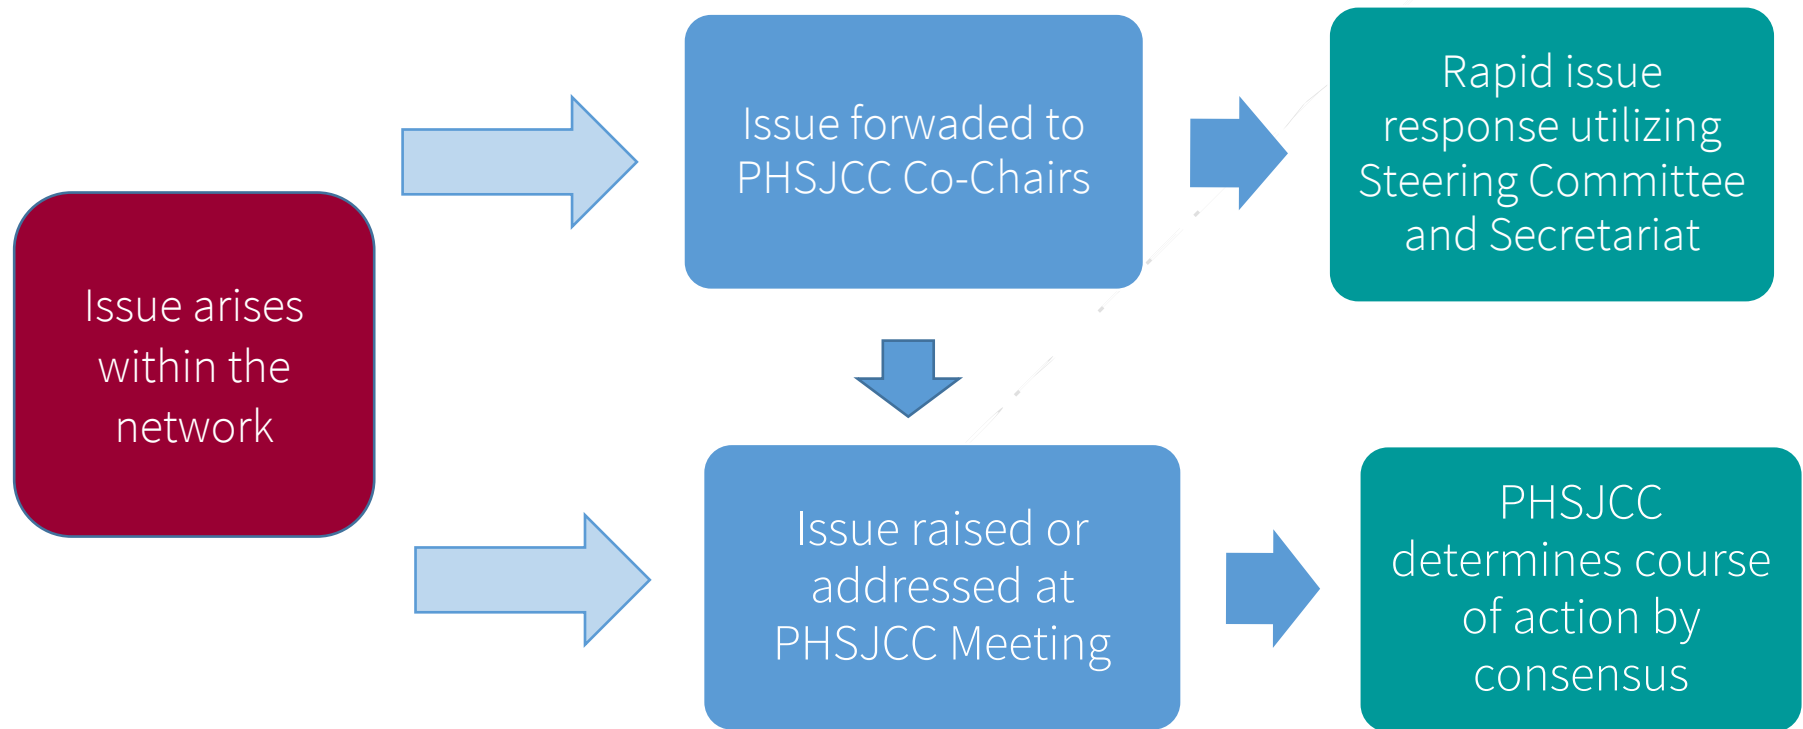 Issue arises
within the
network
Issue forwaded to
PHSJCC Co-Chairs
Rapid issue
response utilizing
Steering Committee
and Secretariat
Issue raised or
addressed at
PHSJCC Meeting
PHSJCC
determines course
of action by
consensus